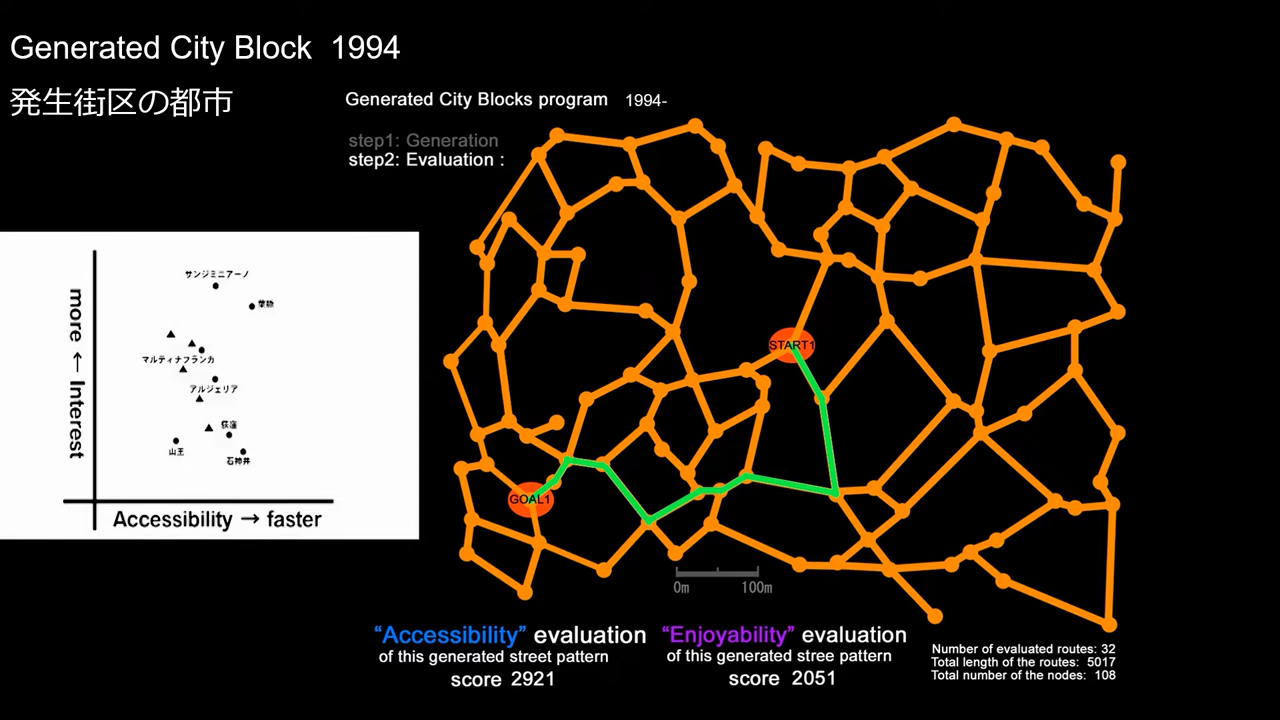 Generated City Block 1994
発生街区の都市
Generated City Blocks program 1994-
step1: Generation
step2: Evaluation :
more ← Interest
サンジミニアーノ
葉脈
マルティナフランカ
アルジェリア
荻窪
山王
石神井
Accessibility → faster
START1
GOAL1
0m 100m
“Accessibility” evaluation
of this generated street pattern
score 2921
“Enjoyability” evaluation
of this generated stree pattern
score 2051
Number of evaluated routes: 32
Total length of the routes: 5017
Total number of the nodes: 108